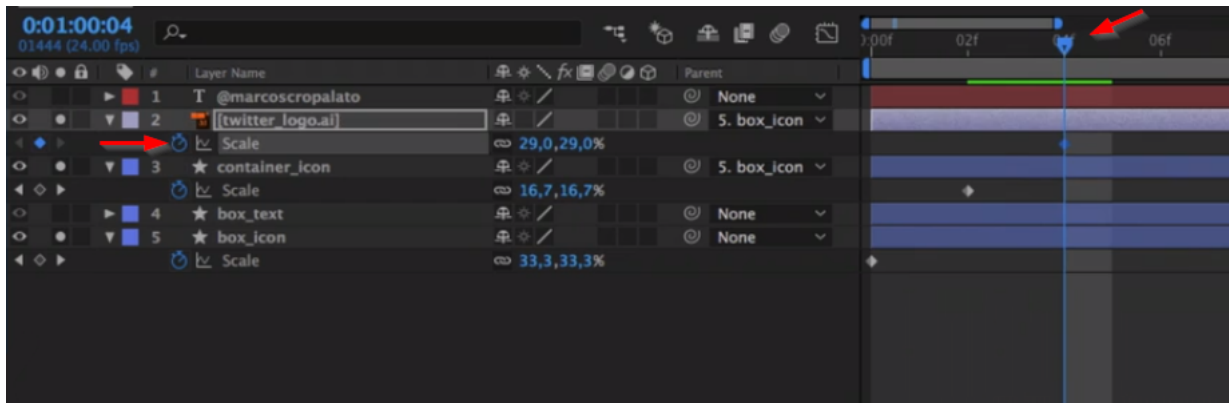 0:01:00:04
01444 (24.00 fps)
):00f 02f 04f 06f
# Layer Name Parent
1 T @marcoscropalato None
2 [twitter_logo.ai] 5. box_icon
Scale 29,0,29,0%
3 container_icon 5. box_icon
Scale 16,7,16,7%
4 box_text None
5 box_icon None
Scale 33,3,33,3%